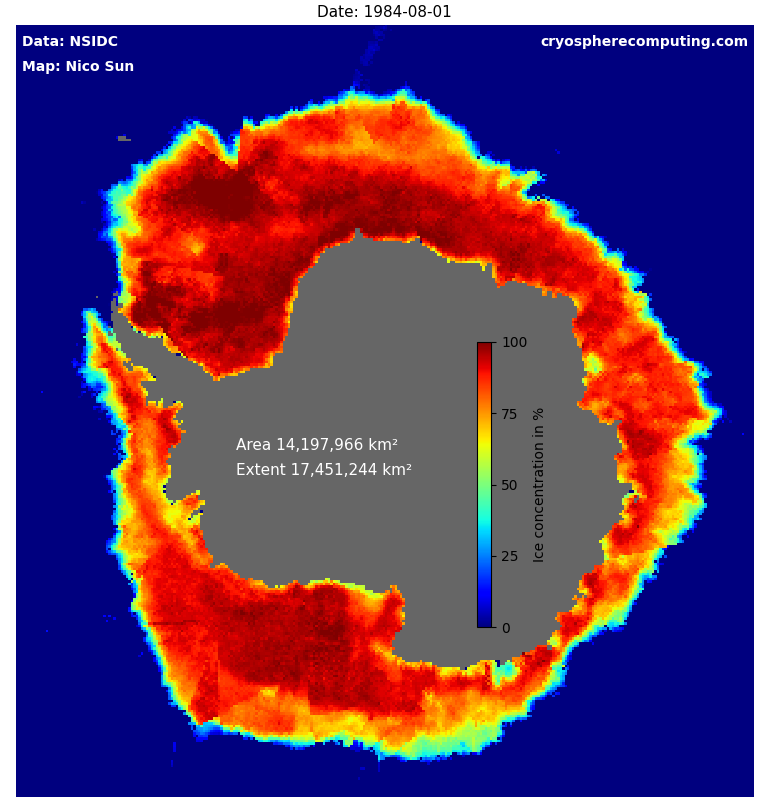 Date: 1984-08-01
Data: NSIDC
cryospherecomputing.com
Map: Nico Sun
100
75
50
25
0
Ice concentration in %
Area 14,197,966 km²
Extent 17,451,244 km²